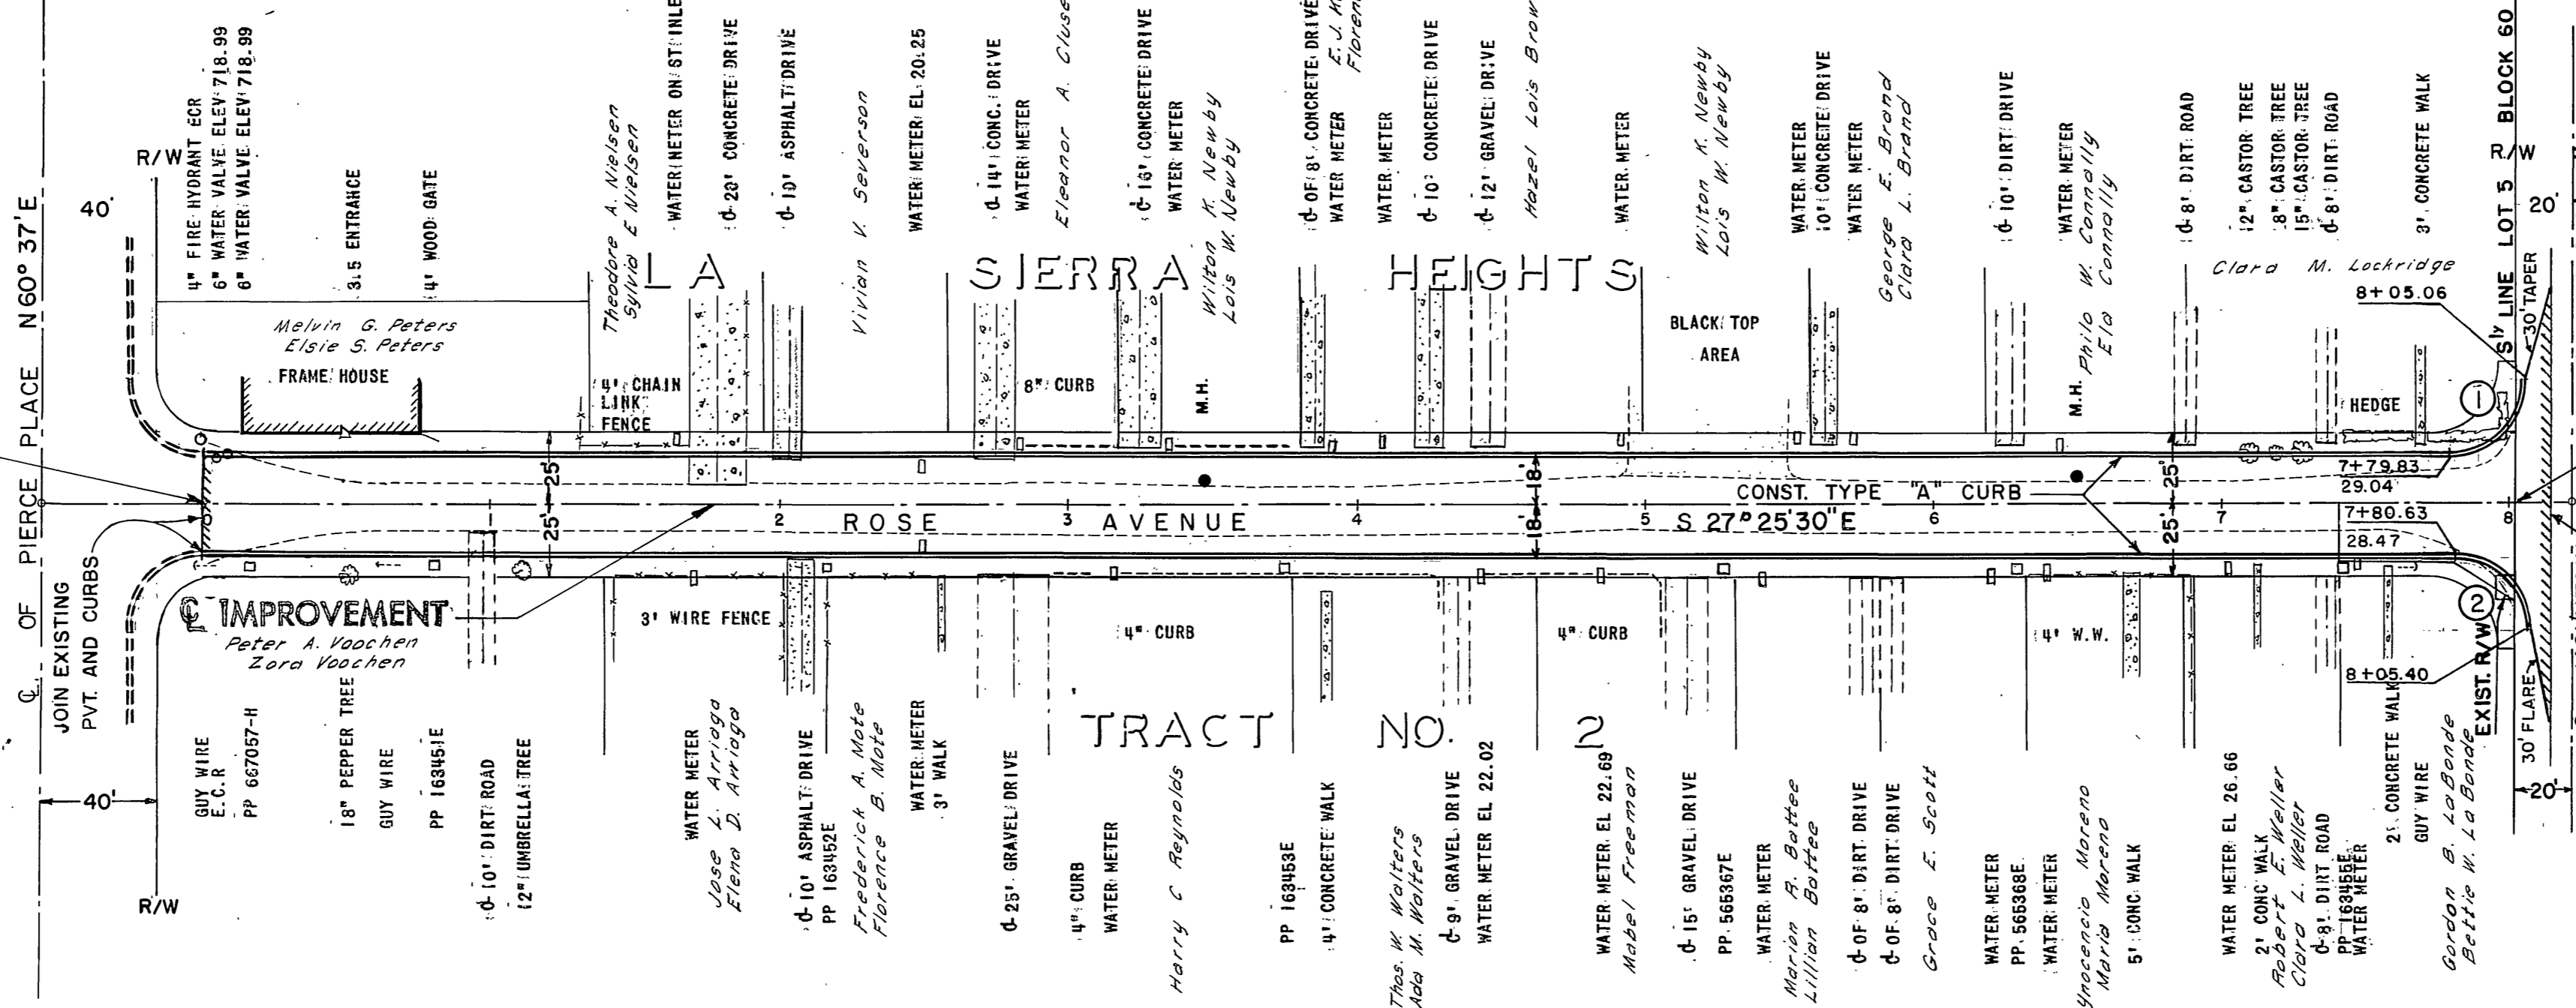 ℄ OF PIERCE PLACE N60° 37'E
40'
R/W
4" FIRE HYDRANT ECR
6" WATER VALVE ELEV 718.99
6" WATER VALVE ELEV 718.99
3.5 ENTRANCE
4' WOOD GATE
Theodore A. Nielsen
Sylvia E Nielsen
20' CONCRETE DRIVE
10' ASPHALT DRIVE
Vivian V. Severson
WATER METER EL 20.25
14' CONC. DRIVE
WATER METER
Eleanor A.
16' CONCRETE DRIVE
WATER METER
Wilton K. Newby
Lois W. Newby
℄ OF 8' CONCRETE DRIVE
WATER METER
E. J.
WATER METER
10' CONCRETE DRIVE
12' GRAVEL DRIVE
Hazel Lois
WATER METER
Wilton K. Newby
Lois W. Newby
WATER METER
10' CONCRETE DRIVE
WATER METER
George E. Brand
Clara L. Brand
℄ 10' DIRT DRIVE
WATER METER
Philo W. Connally
Ela Connally
℄ 8' DIRT ROAD
12" CASTOR TREE
18" CASTOR TREE
15" CASTOR TREE
℄ 8' DIRT ROAD
3' CONCRETE WALK
S'ly LINE LOT 5 BLOCK 60
R/W
20'
LA SIERRA HEIGHTS
Clara M. Lockridge
8+05.06
30' TAPER
Melvin G. Peters
Elsie S. Peters
FRAME HOUSE
4' CHAIN
LINK
FENCE
8" CURB
M.H.
BLACK TOP
AREA
M.H.
HEDGE
1
7+79.83
29.04
25'
18'
25'
CONST. TYPE "A" CURB
2 3 4 5 6 7 8
ROSE AVENUE
S 27° 25'30"E
25'
18'
25'
7+80.63
28.47
JOIN EXISTING
PVT. AND CURBS
℄ IMPROVEMENT
Peter A. Voochen
Zora Voochen
3' WIRE FENCE
4" CURB
4" CURB
4' W.W.
2
EXIST. R/W
8+05.40
30' FLARE
20'
TRACT NO. 2
40'
R/W
GUY WIRE
E.C.R
PP 667057-H
18" PEPPER TREE
GUY WIRE
PP 163451E
℄ 10' DIRT ROAD
12" UMBRELLA TREE
WATER METER
Jose L. Arriaga
Elena D. Arriaga
℄ 10' ASPHALT DRIVE
PP 163452E
Frederick A. Mote
Florence B. Mote
WATER METER
3' WALK
℄ 25' GRAVEL DRIVE
4" CURB
WATER METER
Harry C Reynolds
PP 163453E
4' CONCRETE WALK
Thos. W. Walters
Ada M. Walters
℄ 9' GRAVEL DRIVE
WATER METER EL 22.02
WATER METER EL 22.69
Mabel Freeman
℄ 15' GRAVEL DRIVE
PP 565367E
WATER METER
Marion R. Battee
Lillian Battee
℄ OF 8' DIRT DRIVE
℄ OF 8' DIRT DRIVE
Grace E. Scott
WATER METER
PP 565368E
WATER METER
Ynocencio Moreno
Maria Moreno
5' CONC WALK
WATER METER EL 26.66
2' CONC WALK
Robert E. Weller
Clara L. Weller
℄ 8' DIRT ROAD
WATER METER
CONCRETE WALK
GUY WIRE
Gordon B. LaBonde
Bettie W. LaBonde